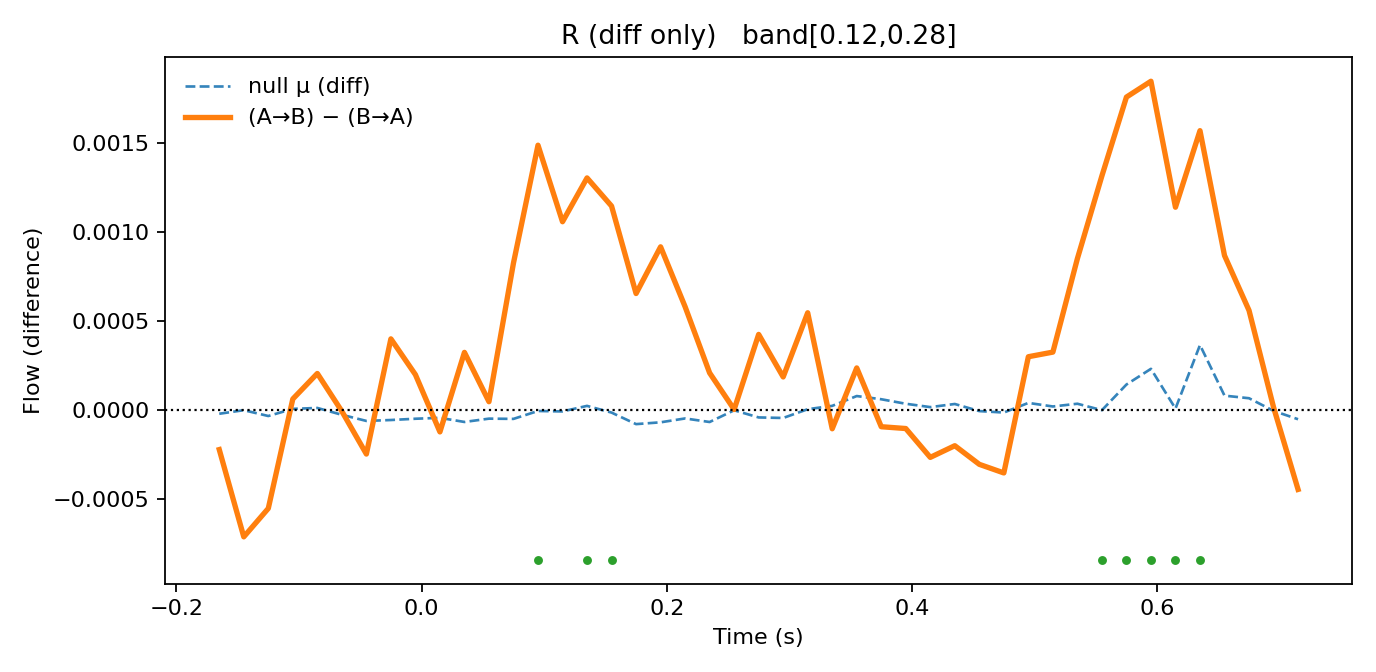 R (diff only)   band[0.12,0.28]
null μ (diff)
(A→B) − (B→A)
Flow (difference)
0.0015
0.0010
0.0005
0.0000
−0.0005
−0.2
0.0
0.2
0.4
0.6
Time (s)